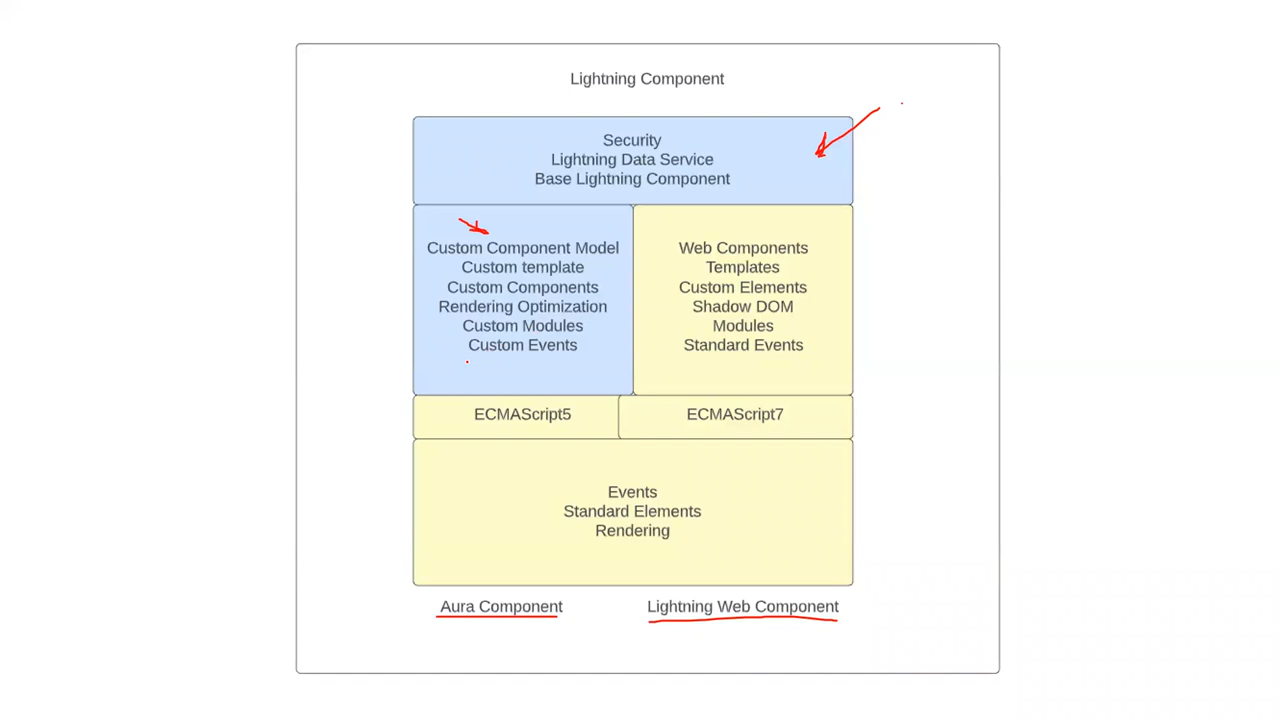 Lightning Component
Security
Lightning Data Service
Base Lightning Component
Custom Component Model
Custom template
Custom Components
Rendering Optimization
Custom Modules
Custom Events
Web Components
Templates
Custom Elements
Shadow DOM
Modules
Standard Events
ECMAScript5
ECMAScript7
Events
Standard Elements
Rendering
Aura Component
Lightning Web Component